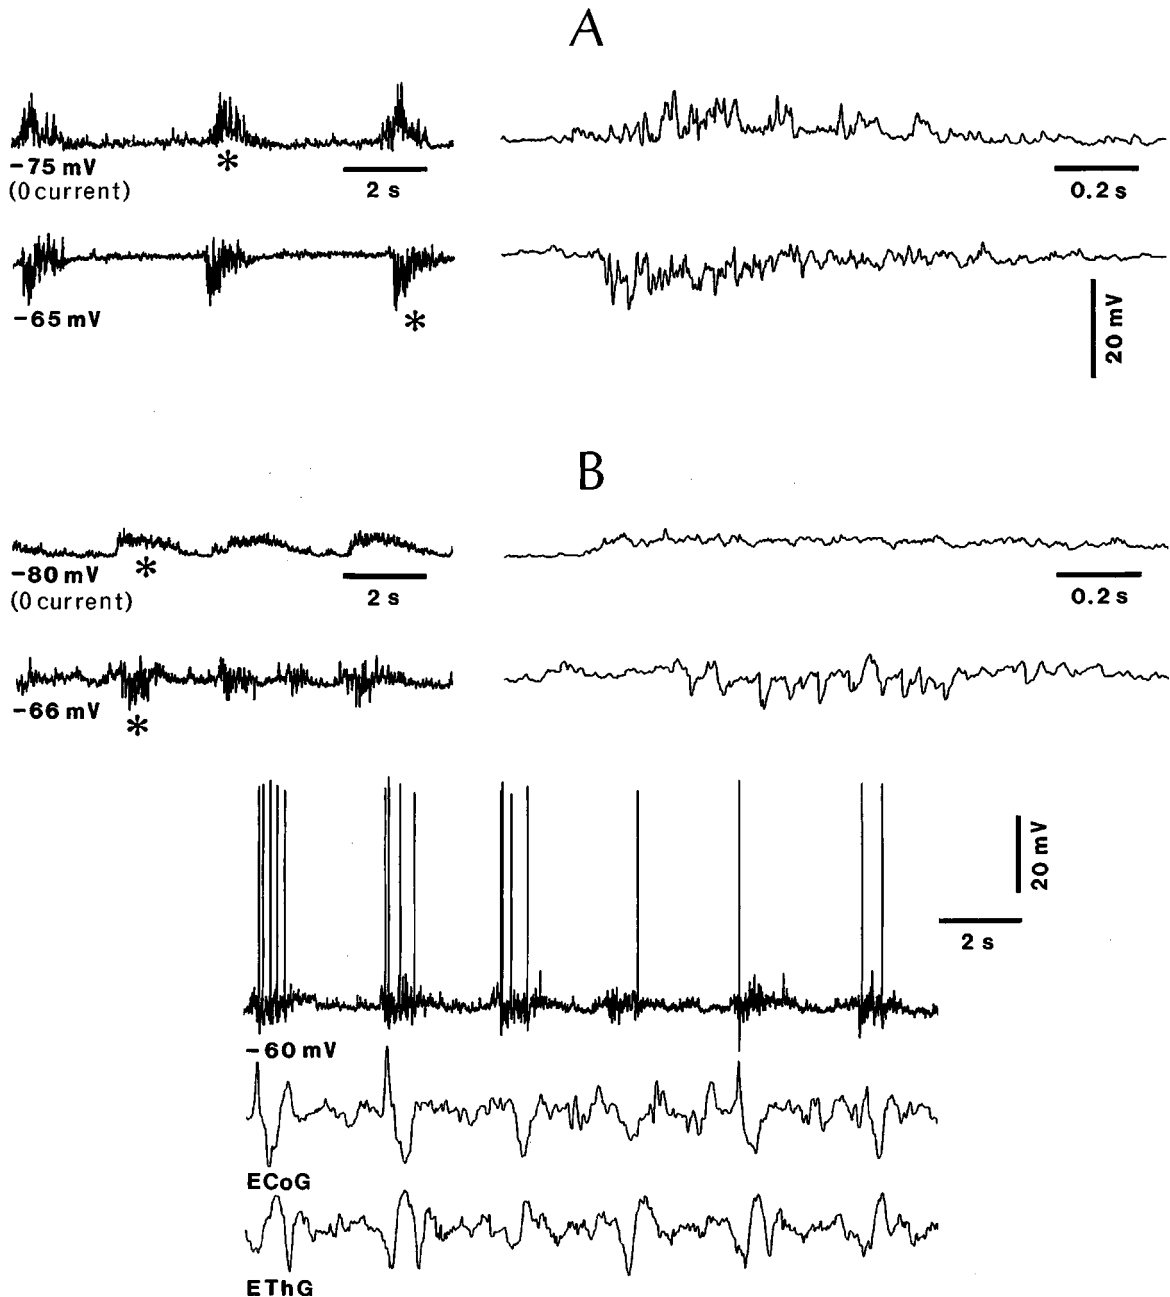 A
-75 mV
(0 current)
*
2 s
0.2 s
-65 mV
*
20 mV
B
-80 mV
(0 current)
*
2 s
0.2 s
-66 mV
*
20 mV
2 s
-60 mV
ECoG
EThG